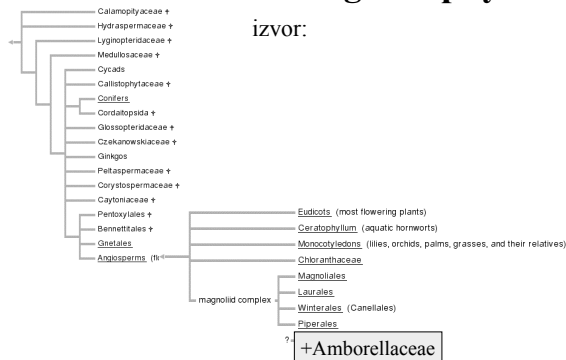 izvor:
Calamopityaceae ✝
Hydraspermaceae ✝
Lyginopteridaceae ✝
Medullosaceae ✝
Cycads
Callistophytaceae ✝
Conifers
Cordaitopsida ✝
Glossopteridaceae ✝
Czekanowskiaceae ✝
Ginkgos
Peltaspermaceae ✝
Corystospermaceae ✝
Caytoniaceae ✝
Pentoxylales ✝
Bennettitales ✝
Gnetales
Angiosperms
Eudicots (most flowering plants)
Ceratophyllum (aquatic hornworts)
Monocotyledons (lilies, orchids, palms, grasses, and their relatives)
Chloranthaceae
magnoliid complex
Magnoliales
Laurales
Winterales (Canellales)
Piperales
?
+Amborellaceae